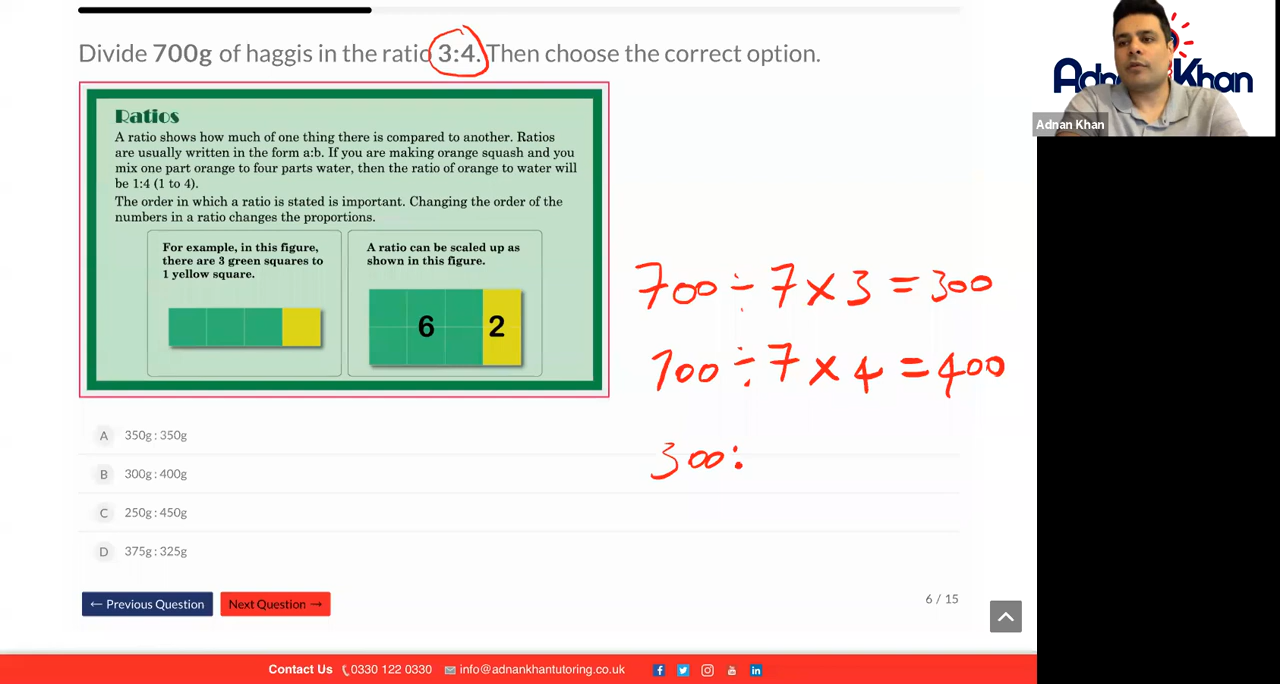 Divide 700g of haggis in the ratio 3:4. Then choose the correct option.
Adnan Khan
Adnan Khan
Ratios
A ratio shows how much of one thing there is compared to another. Ratios
are usually written in the form a:b. If you are making orange squash and you
mix one part orange to four parts water, then the ratio of orange to water will
be 1:4 (1 to 4).
The order in which a ratio is stated is important. Changing the order of the
numbers in a ratio changes the proportions.
For example, in this figure,
there are 3 green squares to
1 yellow square.
A ratio can be scaled up as
shown in this figure.
6 2
700 ÷ 7 × 3 = 300
700 ÷ 7 × 4 = 400
300:
A 350g : 350g
B 300g : 400g
C 250g : 450g
D 375g : 325g
← Previous Question
Next Question →
6 / 15
Contact Us 0330 122 0330 info@adnankhantutoring.co.uk